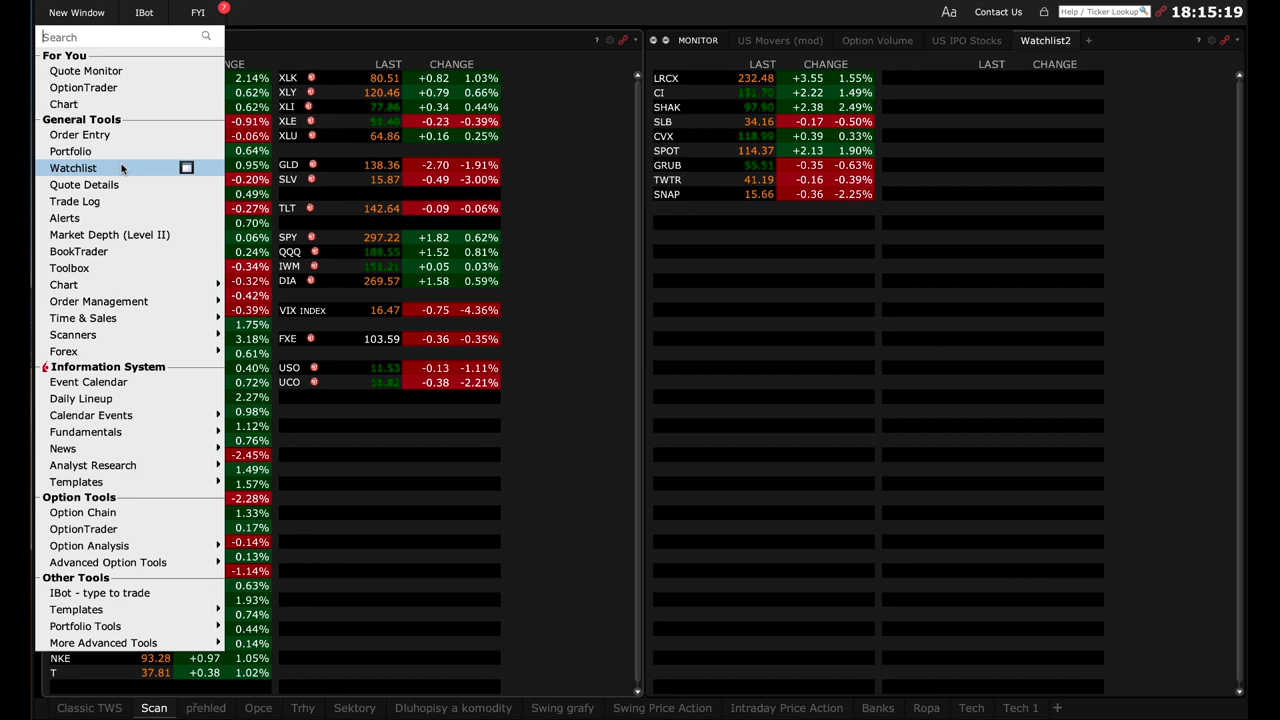 New Window IBot FYI 7 Aa Contact Us Help / Ticker Lookup 18:15:19
Search
For You
Quote Monitor
OptionTrader
Chart
General Tools
Order Entry
Portfolio
Watchlist
Quote Details
Trade Log
Alerts
Market Depth (Level II)
BookTrader
Toolbox
Chart
Order Management
Time & Sales
Scanners
Forex
Information System
Event Calendar
Daily Lineup
Calendar Events
Fundamentals
News
Analyst Research
Templates
Option Tools
Option Chain
OptionTrader
Option Analysis
Advanced Option Tools
Other Tools
IBot - type to trade
Templates
Portfolio Tools
More Advanced Tools
NGE
2.14%
0.62%
0.62%
-0.91%
-0.06%
0.64%
0.95%
-0.20%
0.49%
-0.27%
0.70%
0.06%
0.24%
-0.34%
-0.32%
-0.42%
-0.39%
1.75%
3.18%
0.61%
0.40%
0.72%
2.27%
0.98%
1.12%
0.76%
-2.45%
1.49%
1.57%
-2.28%
1.33%
0.17%
-0.14%
0.13%
-1.14%
0.63%
1.93%
0.74%
0.44%
0.14%
NKE 93.28 +0.97 1.05%
T 37.81 +0.38 1.02%
LAST CHANGE
XLK 80.51 +0.82 1.03%
XLY 120.46 +0.79 0.66%
XLI 77.86 +0.34 0.44%
XLE -0.23 -0.39%
XLU 64.86 +0.16 0.25%
GLD 138.36 -2.70 -1.91%
SLV 15.87 -0.49 -3.00%
TLT 142.64 -0.09 -0.06%
SPY 297.22 +1.82 0.62%
QQQ 188.55 +1.52 0.81%
IWM 151.21 +0.05 0.03%
DIA 269.57 +1.58 0.59%
VIX INDEX 16.47 -0.75 -4.36%
FXE 103.59 -0.36 -0.35%
USO 11.53 -0.13 -1.11%
UCO -0.38 -2.21%
MONITOR US Movers (mod) Option Volume US IPO Stocks Watchlist2 +
LAST CHANGE LAST CHANGE
LRCX 232.48 +3.55 1.55%
CI +2.22 1.49%
SHAK 97.90 +2.38 2.49%
SLB 34.16 -0.17 -0.50%
CVX 118.99 +0.39 0.33%
SPOT 114.37 +2.13 1.90%
GRUB 55.51 -0.35 -0.63%
TWTR 41.19 -0.16 -0.39%
SNAP 15.66 -0.36 -2.25%
Classic TWS Scan přehled Opce Trhy Sektory Dluhopisy a komodity Swing grafy Swing Price Action Intraday Price Action Banks Ropa Tech Tech 1 +